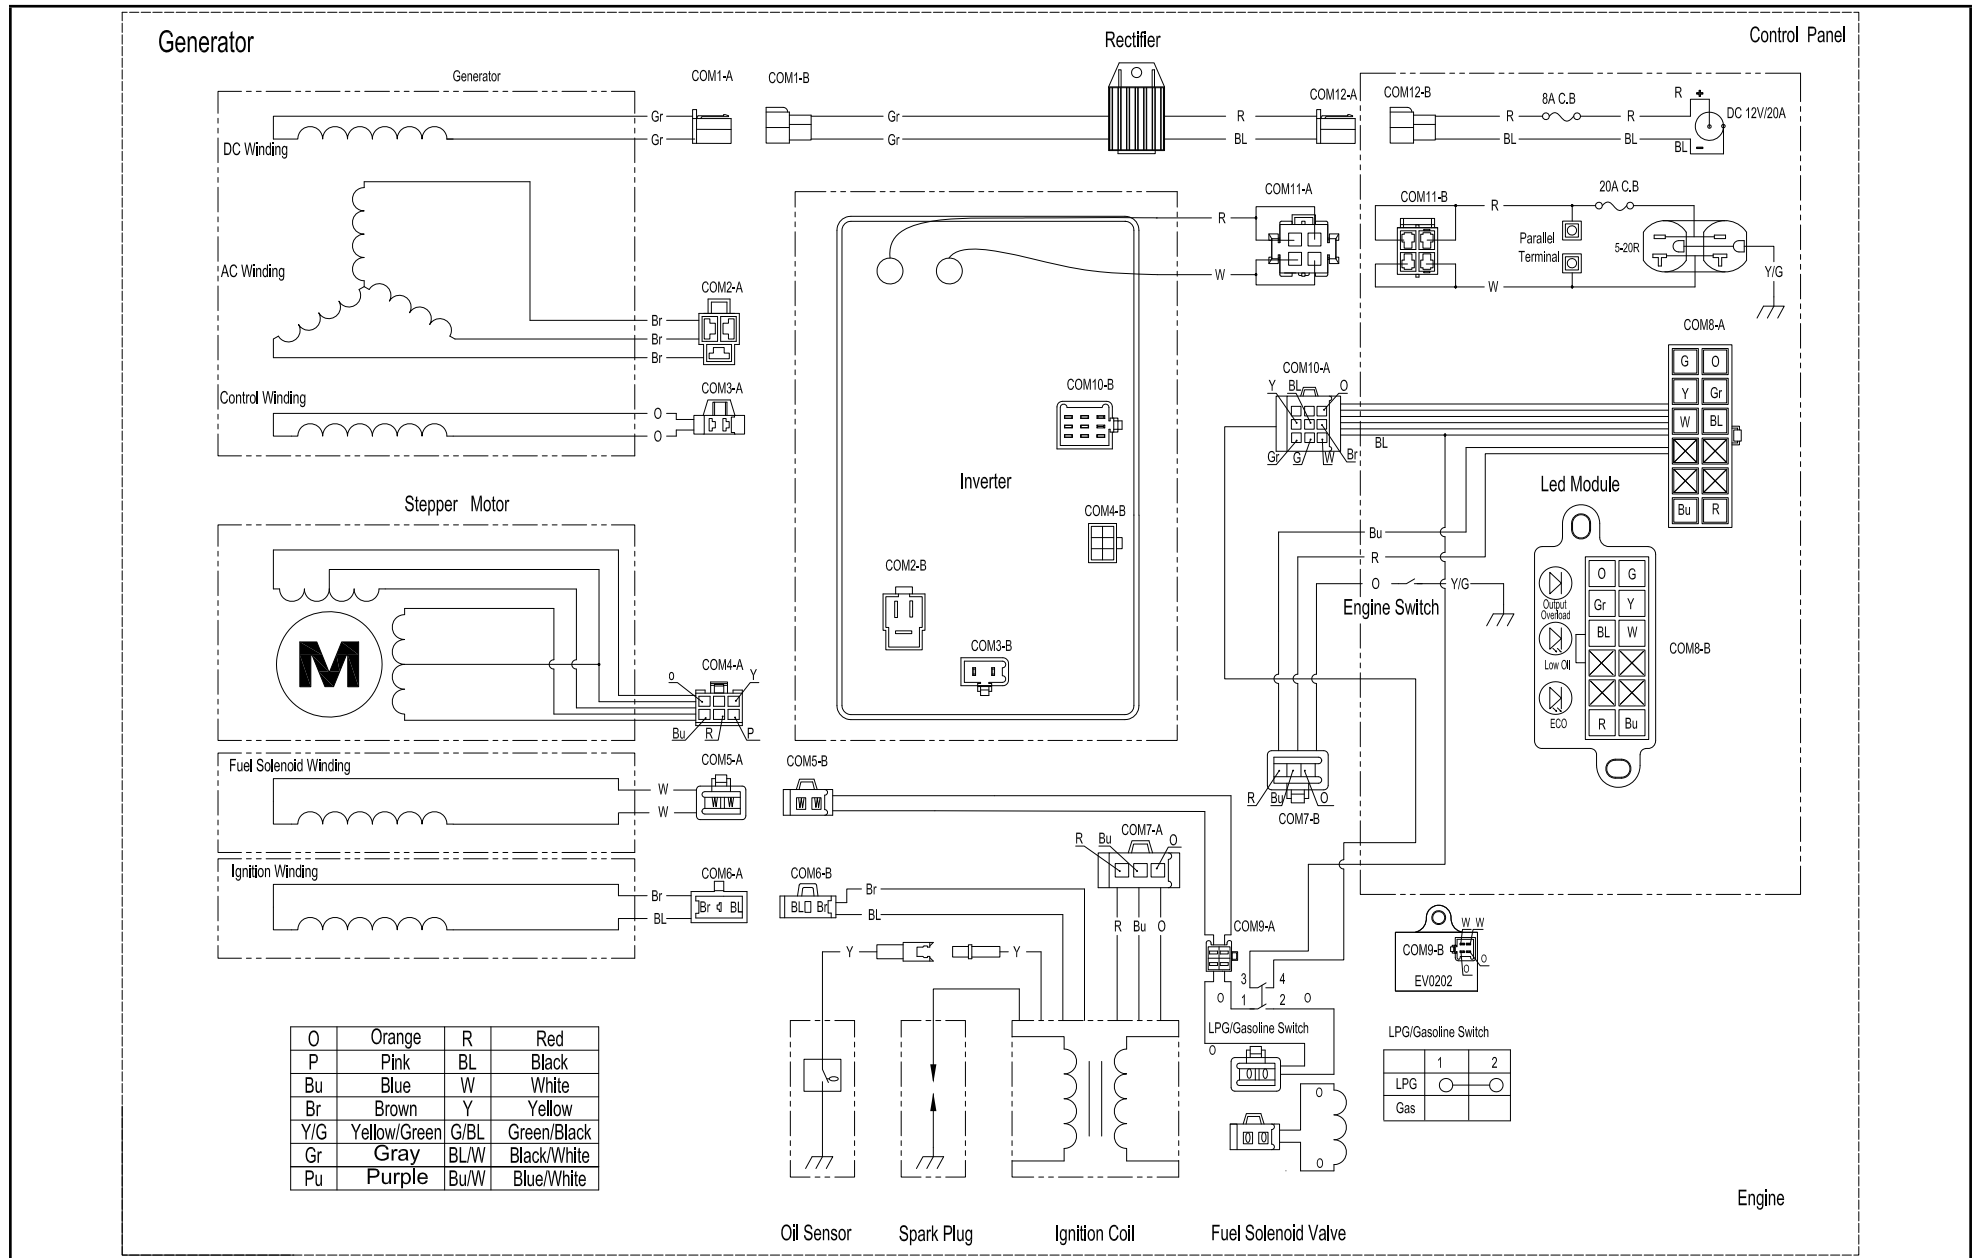 Generator
Rectifier
Control Panel
Generator
COM1-A
COM1-B
COM12-A
COM12-B
8A C.B
R
+
DC 12V/20A
Gr
Gr
R
R
R
Gr
Gr
BL
BL
BL
BL
-
DC Winding
COM11-A
COM11-B
20A C.B
R
R
Parallel
Terminal
5-20R
AC Winding
W
W
Y/G
COM2-A
Br
Br
Br
COM8-A
G O
Y Gr
W BL
Bu R
COM10-A
Y BL O
Gr G W Br
BL
COM10-B
Control Winding
COM3-A
O
O
Inverter
Led Module
Stepper Motor
COM4-B
Bu
R
O
Y/G
Engine Switch
COM2-B
COM3-B
O G
Gr Y
BL W
R Bu
Output
Overload
Low Oil
ECO
COM8-B
M
COM4-A
o Y
Bu R P
Fuel Solenoid Winding
COM5-A
COM5-B
W
W
W W
W W
R Bu O
COM7-B
COM7-A
R Bu O
Ignition Winding
COM6-A
COM6-B
Br
BL
Br BL
BL Br
Br
BL
R Bu O
COM9-A
W W
COM9-B
O
O
EV0202
Y
Y
3 4
O 1 2 O
LPG/Gasoline Switch
O
O O
O
O O
O
LPG/Gasoline Switch
1 2
LPG
Gas
O Orange R Red
P Pink BL Black
Bu Blue W White
Br Brown Y Yellow
Y/G Yellow/Green G/BL Green/Black
Gr Gray BL/W Black/White
Pu Purple Bu/W Blue/White
Engine
Oil Sensor
Spark Plug
Ignition Coil
Fuel Solenoid Valve